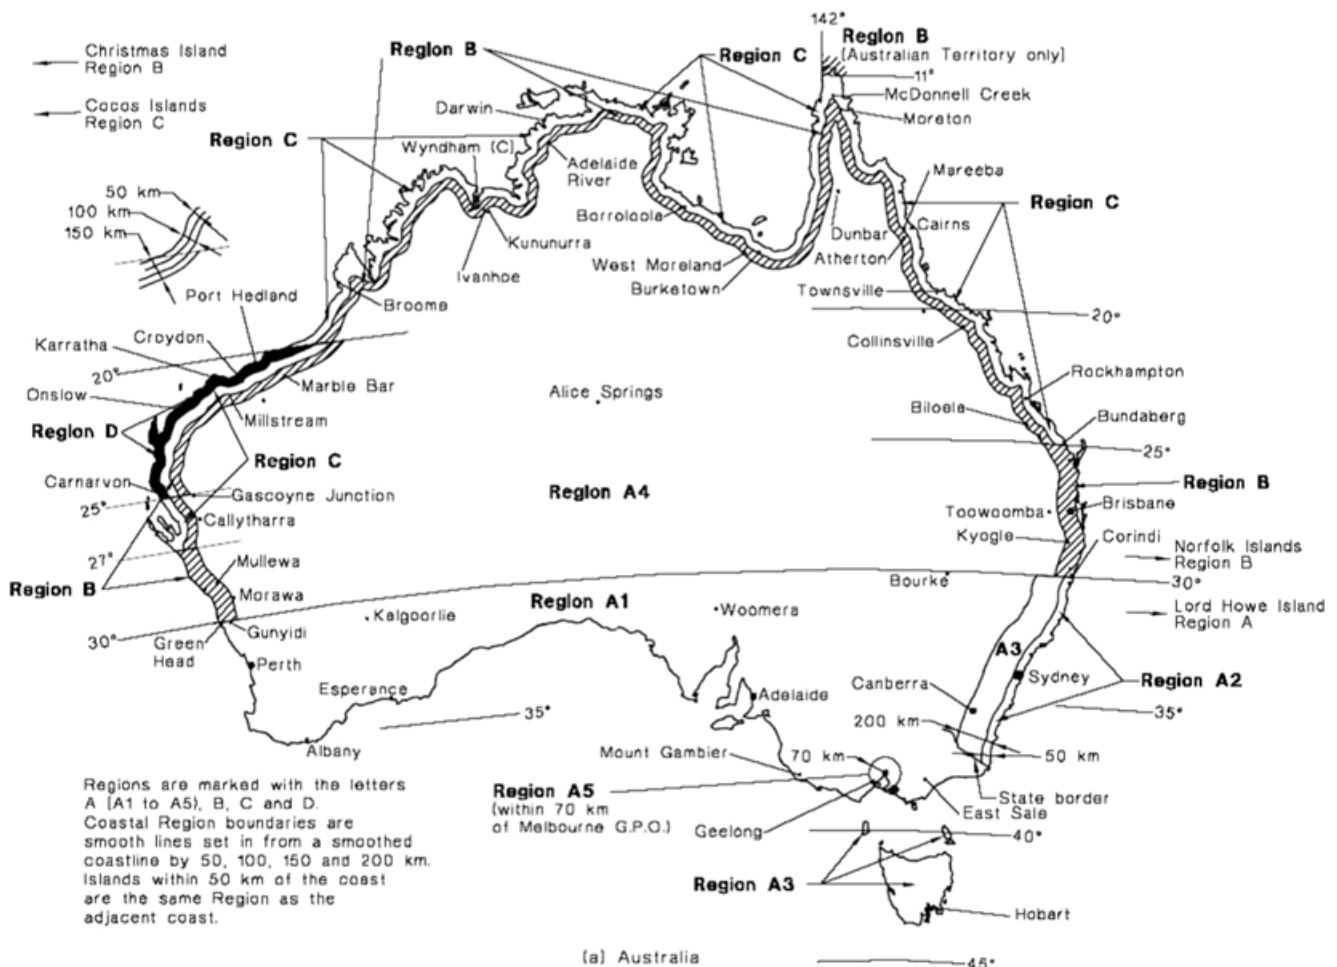 142°
Region B
Region B
(Australian Territory only)
Christmas Island
Region B
Region C
11°
McDonnell Creek
Cocos Islands
Region C
Darwin
Moreton
Region C
Wyndham (C)
Adelaide
River
Mareeba
50 km
100 km
150 km
Region C
Borroloola
Cairns
Kununurra
Dunbar
Atherton
West Moreland
Ivanhoe
Burketown
Townsville
Port Hedland
Broome
20°
Croydon
Collinsville
Karratha
20°
Marble Bar
Rockhampton
Onslow
Alice Springs
Millstream
Biloela
Bundaberg
Region D
25°
Region C
Carnarvon
Region B
Gascoyne Junction
Region A4
25°
Toowoomba
Brisbane
Callytharra
Kyogle
Corindi
27°
Norfolk Islands
Region B
Mullewa
Region B
Bourke
30°
Morawa
Region A1
Woomera
Lord Howe Island
Region A
Kalgoorlie
30°
Gunyidi
Green
Head
A3
Perth
Sydney
Region A2
Esperance
Adelaide
Canberra
35°
35°
200 km
Albany
Mount Gambier
70 km
50 km
Regions are marked with the letters
A (A1 to A5), B, C and D.
Coastal Region boundaries are
smooth lines set in from a smoothed
coastline by 50, 100, 150 and 200 km.
Islands within 50 km of the coast
are the same Region as the
adjacent coast.
Region A5
(within 70 km
of Melbourne G.P.O.)
State border
East Sale
Geelong
40°
Region A3
Hobart
(a) Australia
45°